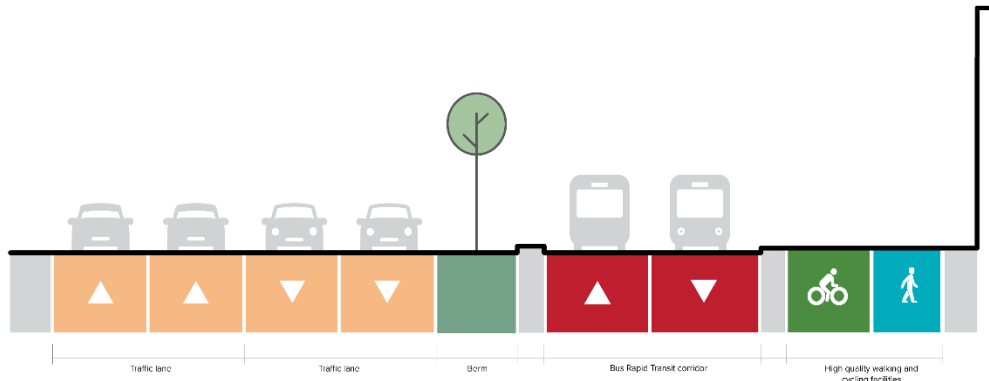 Traffic lane
Traffic lane
Berm
Bus Rapid Transit corridor
High quality walking and
cycling facilities